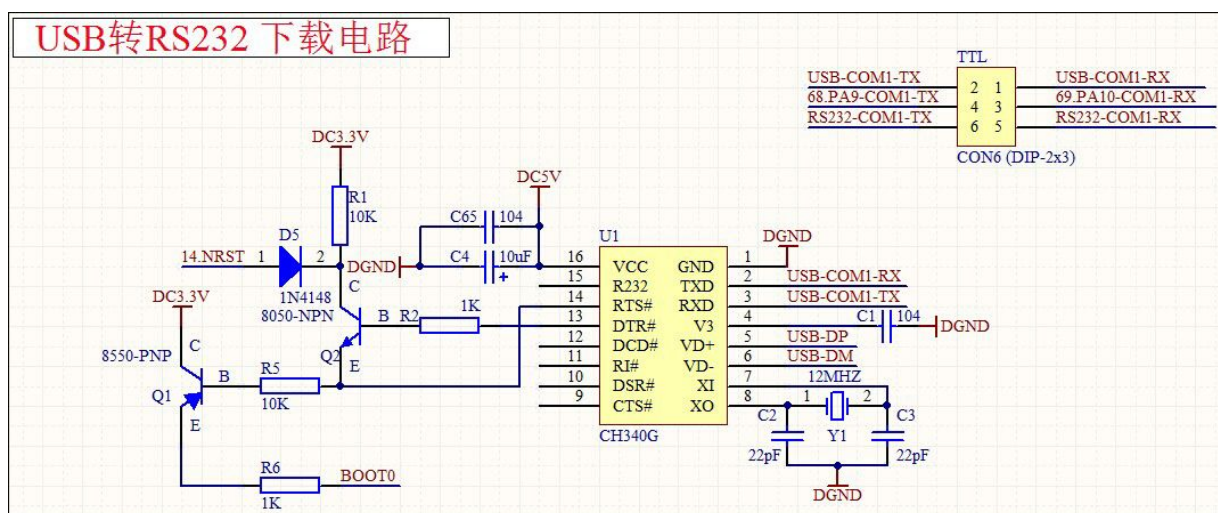 USB转RS232 下载电路
TTL
USB-COM1-TX 2 1 USB-COM1-RX
68.PA9-COM1-TX 4 3 69.PA10-COM1-RX
RS232-COM1-TX 6 5 RS232-COM1-RX
CON6 (DIP-2x3)
DC3.3V
R1
10K
DC5V
C65 104
C4 10uF
+
DGND
D5
14.NRST 1 2
1N4148
8050-NPN
C
B
E
Q2
R2 1K
DC3.3V
8550-PNP
C
B
E
Q1
R5
10K
R6
1K
BOOT0
U1
16 VCC GND 1
15 R232 TXD 2
14 RTS# RXD 3
13 DTR# V3 4
12 DCD# VD+ 5
11 RI# VD- 6
10 DSR# XI 7
9 CTS# XO 8
CH340G
DGND
USB-COM1-RX
USB-COM1-TX
C1 104
DGND
USB-DP
USB-DM
12MHZ
1 2
Y1
C2
22pF
C3
22pF
DGND